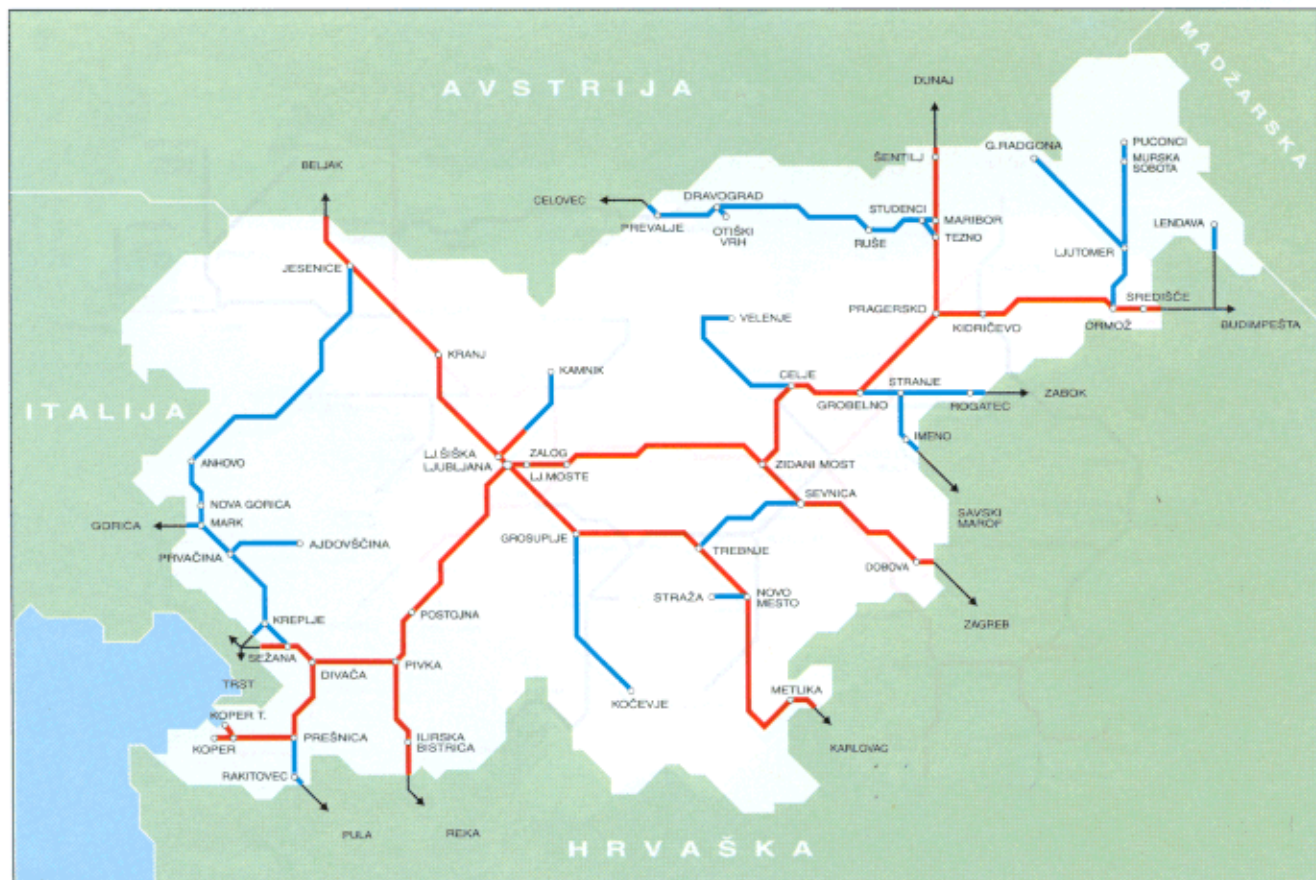 AVSTRIJA
MADŽARSKA
ITALIJA
HRVAŠKA
DUNAJ
BELJAK
CELOVEC
ŠENTILJ
G.RADGONA
PUCONCI
MURSKA
SOBOTA
DRAVOGRAD
PREVALJE
OTIŠKI
VRH
STUDENCI
MARIBOR
RUŠE
TEZNO
LENDAVA
LJUTOMER
JESENICE
PRAGERSKO
KIDRIČEVO
SREDIŠČE
ORMOŽ
BUDIMPEŠTA
VELENJE
KRANJ
KAMNIK
CELJE
STRANJE
GROBELNO
ROGATEC
ZABOK
IMENO
LJ.ŠIŠKA
LJUBLJANA
ZALOG
LJ.MOSTE
ZIDANI MOST
ANHOVO
SEVNICA
SAVSKI
MAROF
NOVA GORICA
GORICA
MARK
PRVAČINA
AJDOVŠČINA
GROSUPLJE
TREBNJE
DOBOVA
STRAŽA
NOVO
MESTO
POSTOJNA
KREPLJE
ZAGREB
SEŽANA
DIVAČA
PIVKA
TRST
KOČEVJE
METLIKA
KOPER T.
KOPER
PREŠNICA
ILIRSKA
BISTRICA
KARLOVAC
RAKITOVEC
PULA
REKA